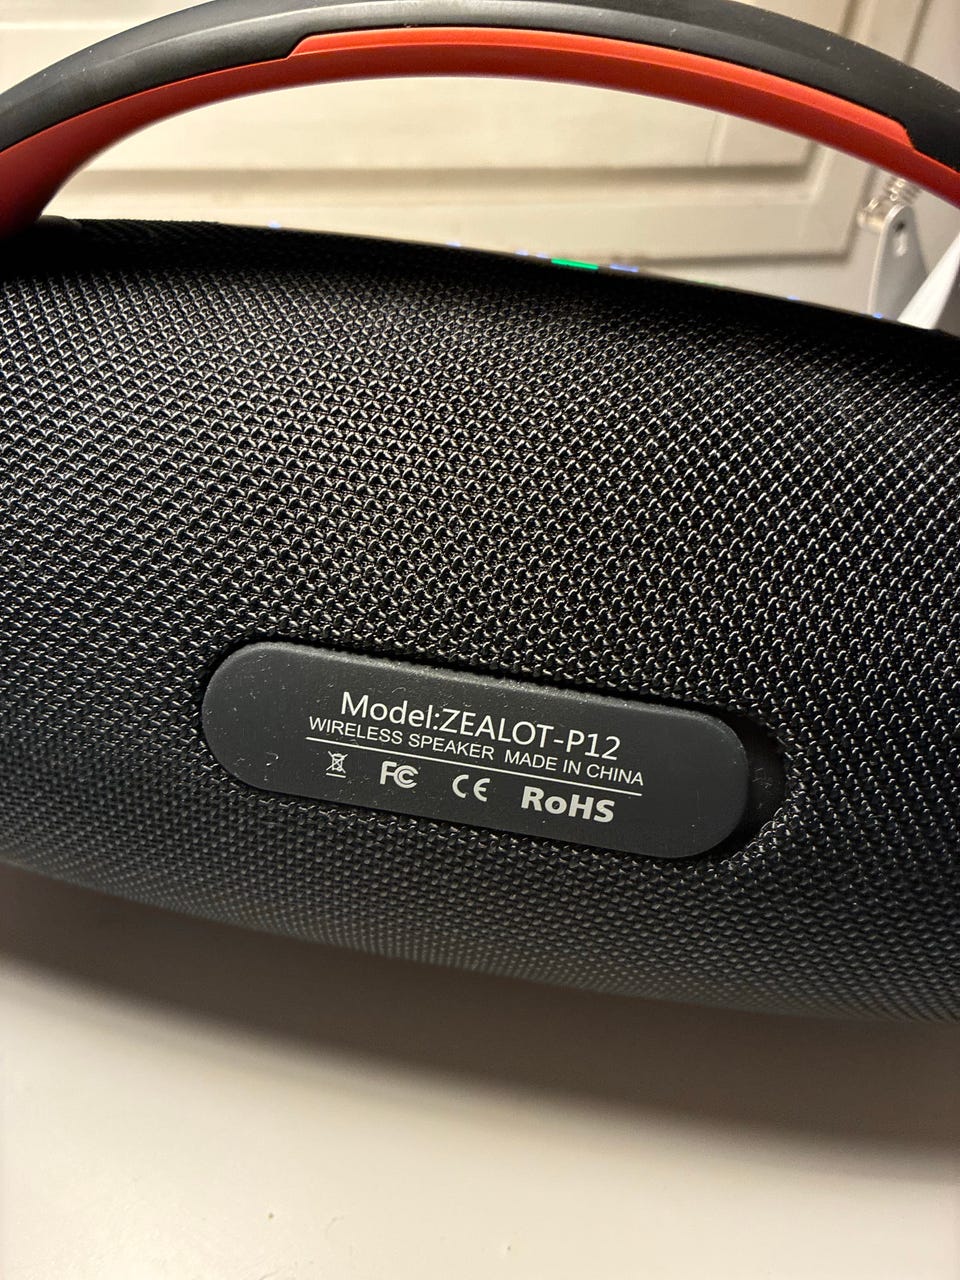 Model:ZEALOT-P12
WIRELESS SPEAKER MADE IN CHINA
FC CE RoHS